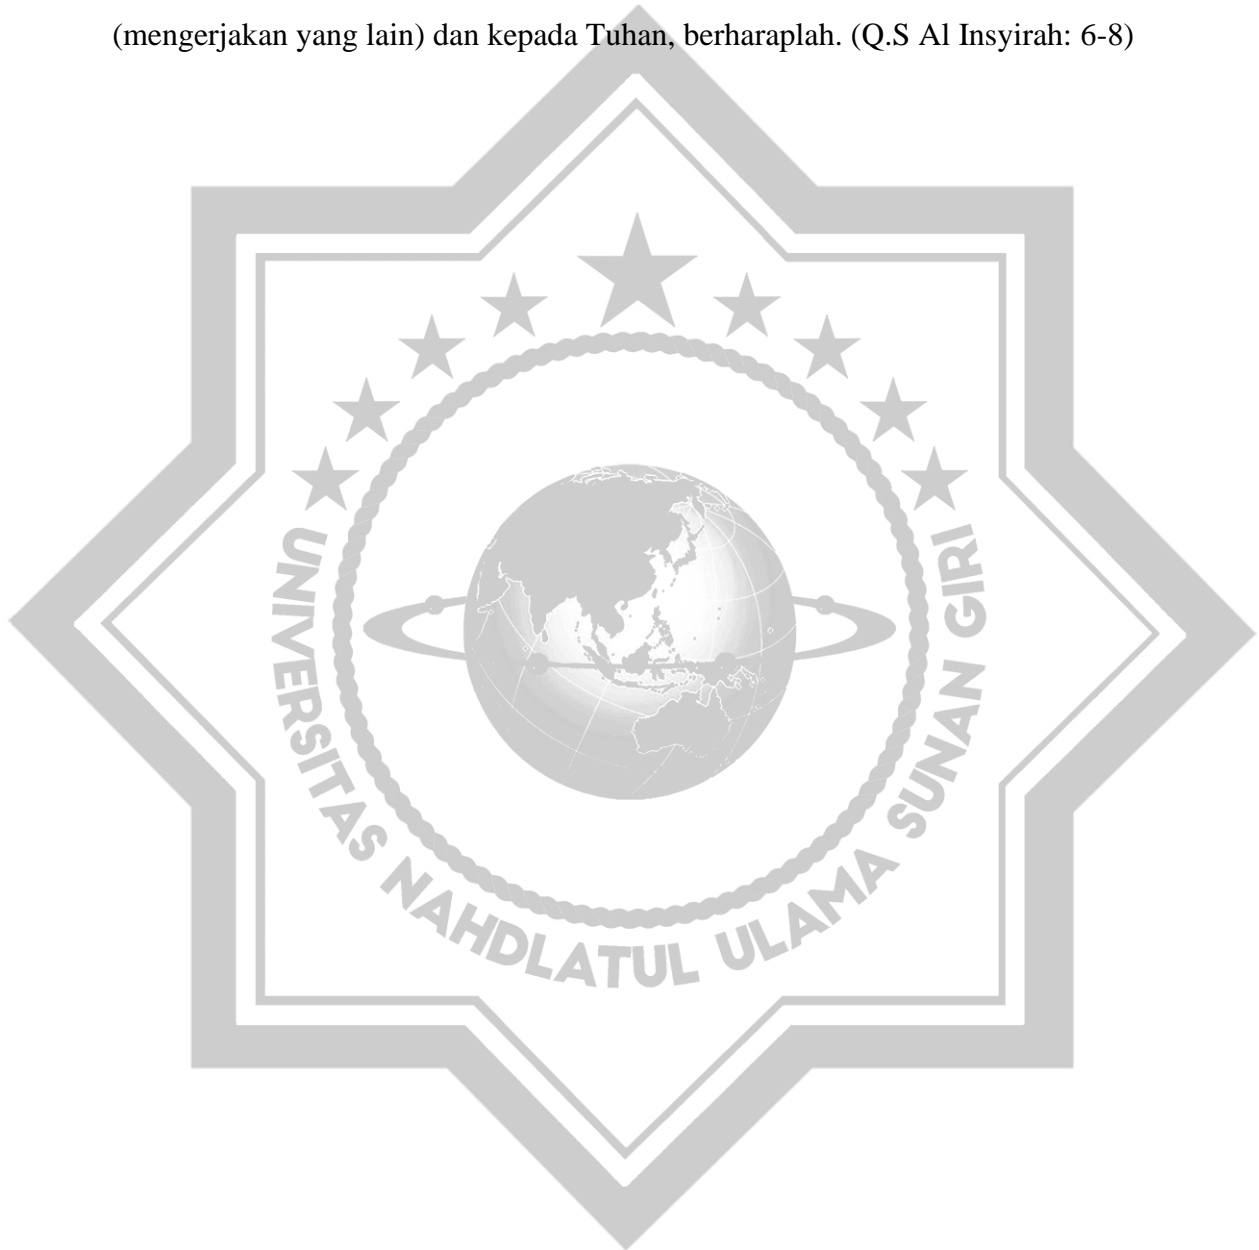 (mengerjakan yang lain) dan kepada Tuhan, berharaplah. (Q.S Al Insyirah: 6-8)
UNIVERSITAS NAHDLATUL ULAMA SUNAN GIRI